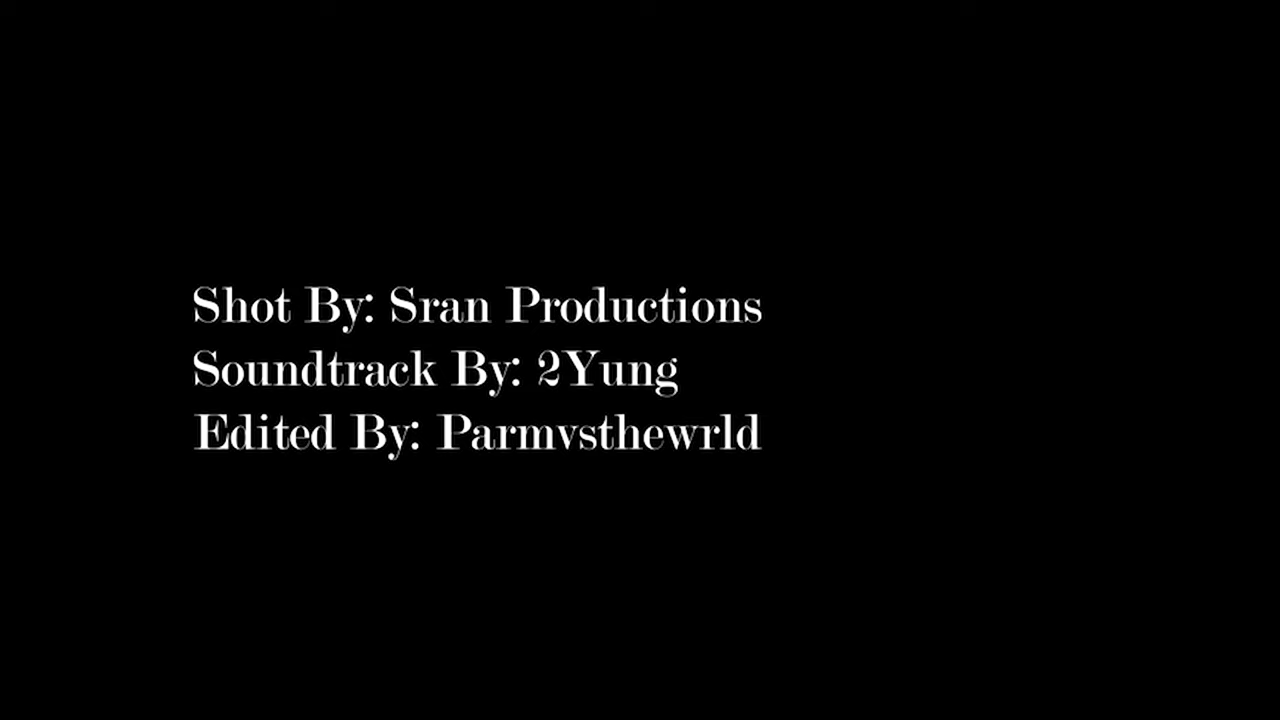 Shot By: Sran Productions
Soundtrack By: 2Yung
Edited By: Parmvsthewrld